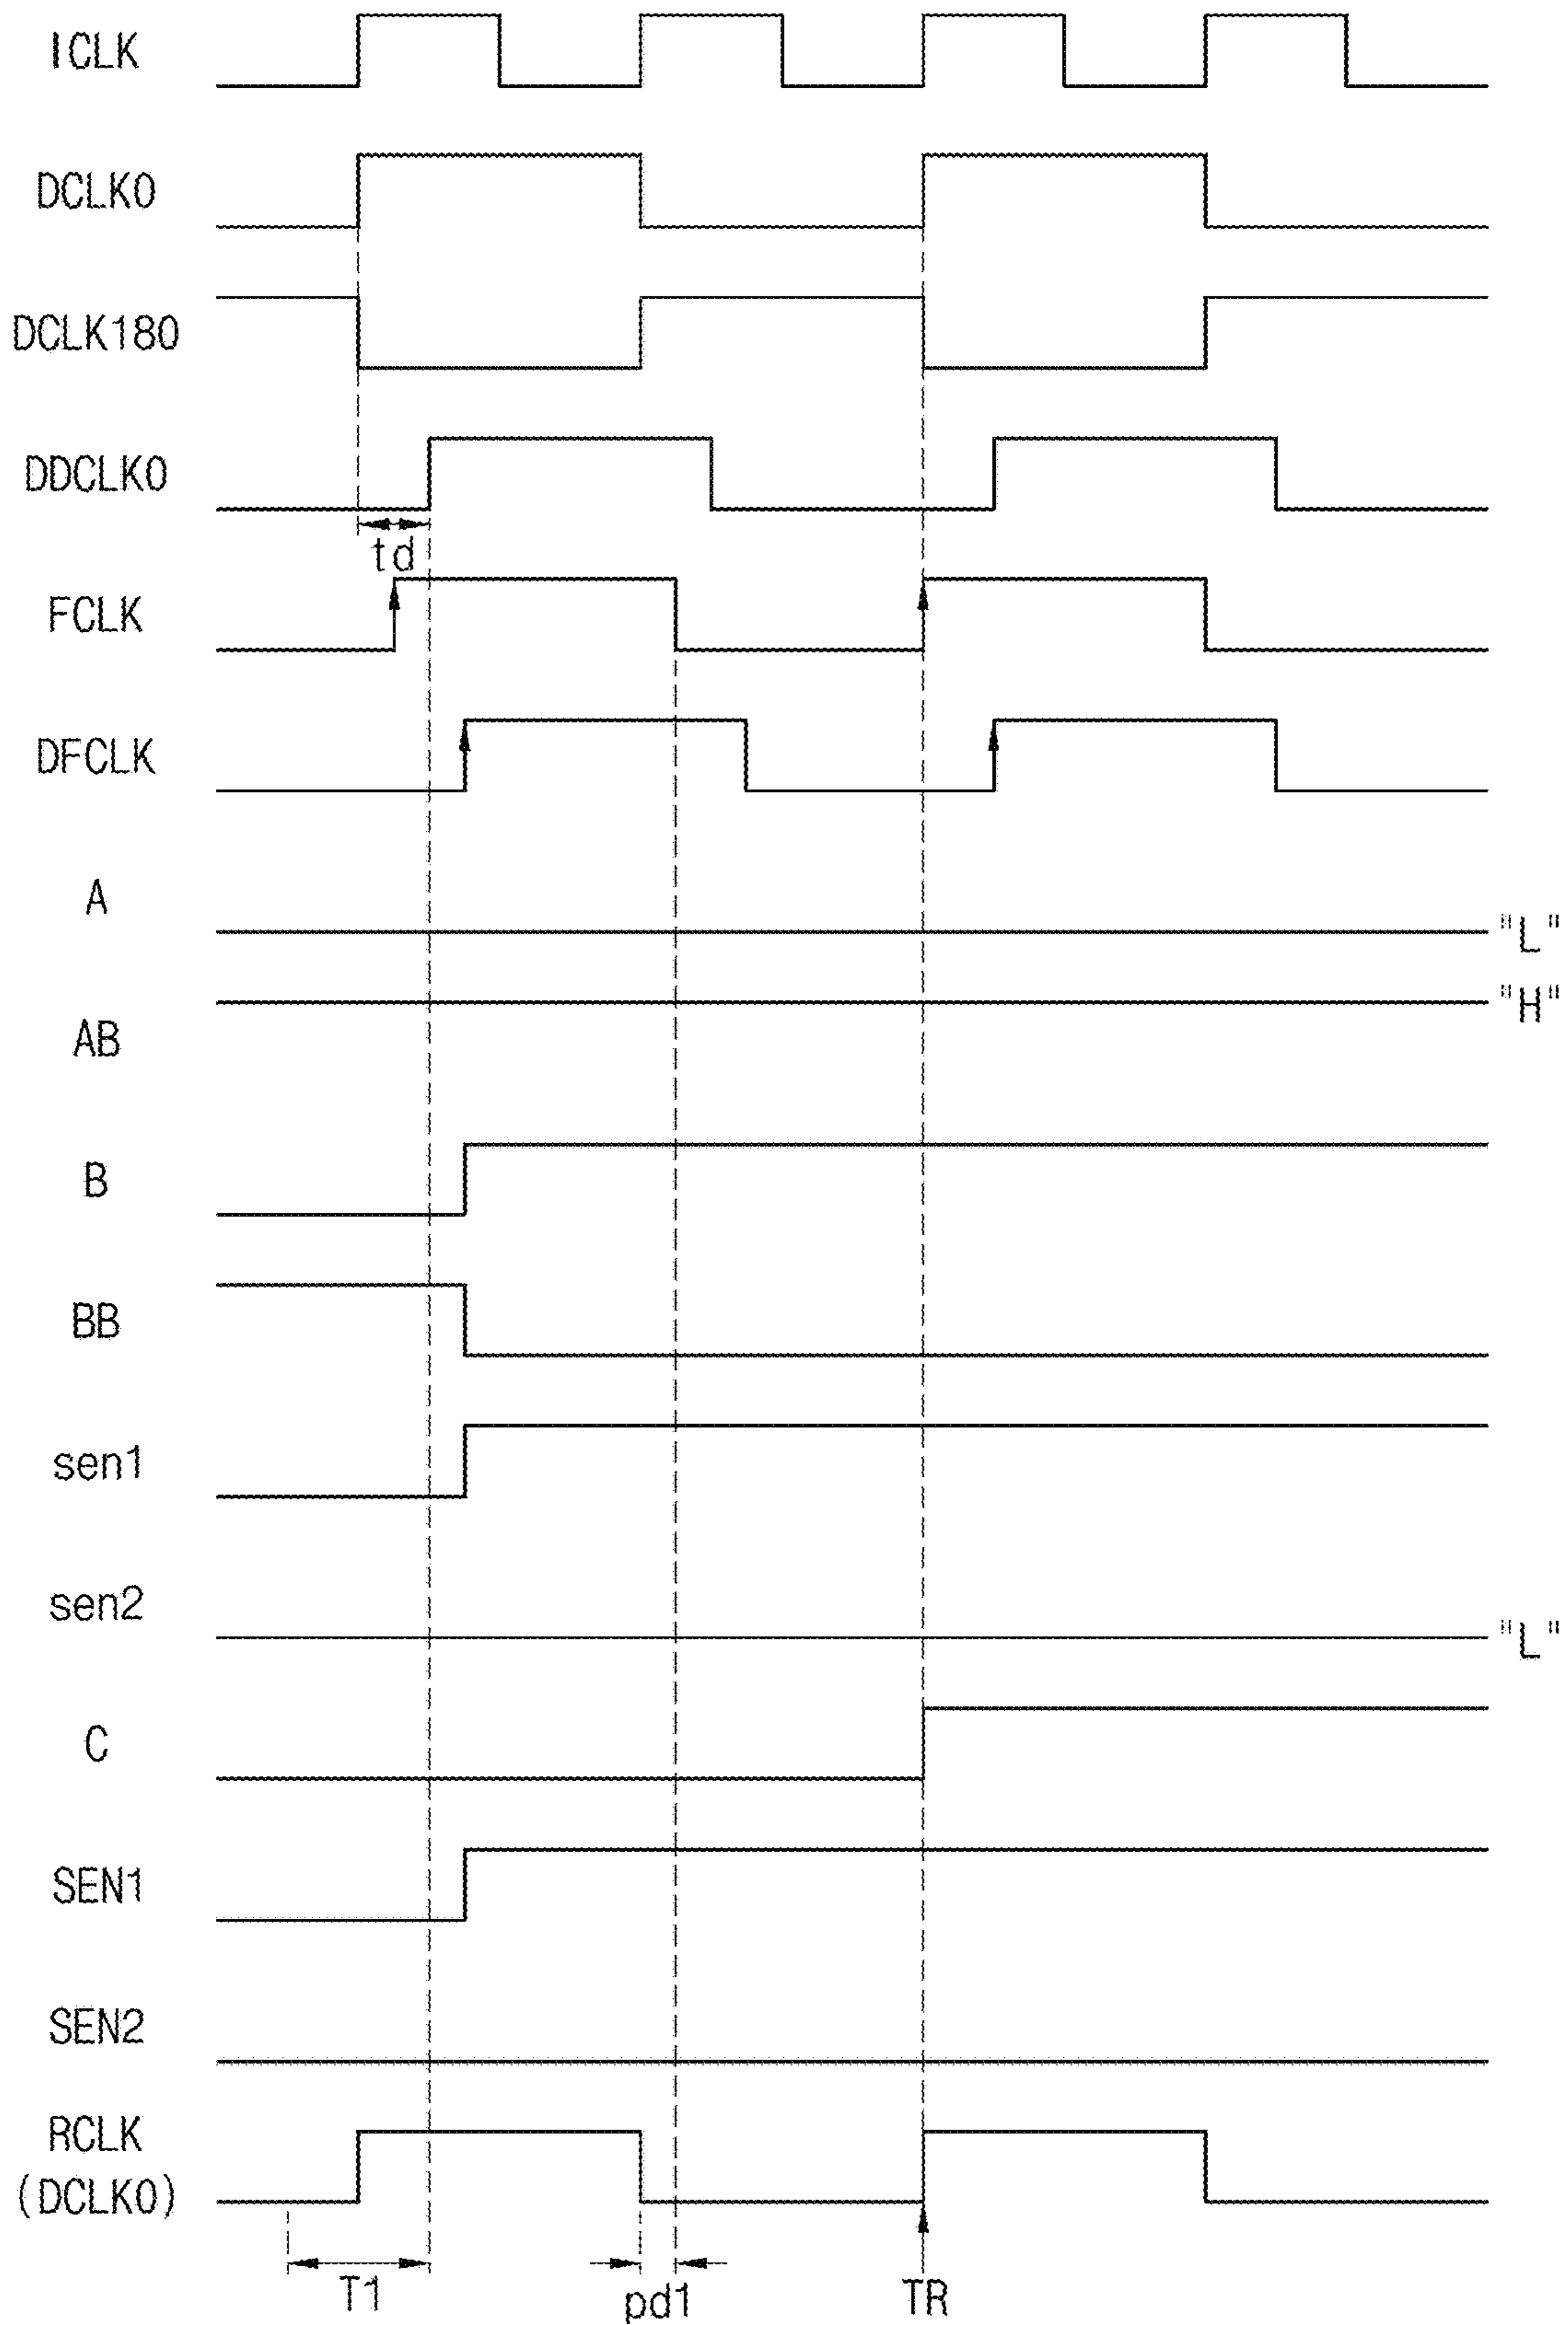 ICLK
DCLK0
DCLK180
DDCLK0
td
FCLK
DFCLK
A
"L"
"H"
AB
B
BB
sen1
sen2
"L"
C
SEN1
SEN2
RCLK
(DCLK0)
T1
pd1
TR